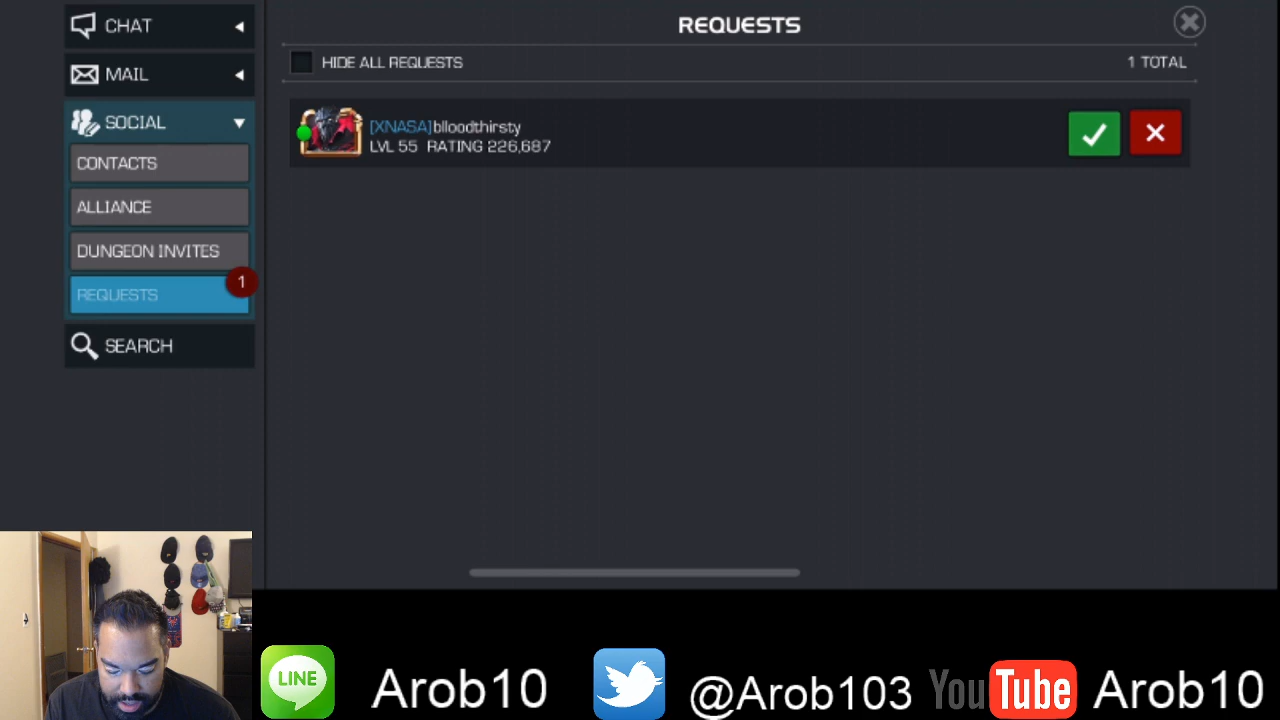 CHAT
MAIL
SOCIAL
CONTACTS
ALLIANCE
DUNGEON INVITES
REQUESTS
1
SEARCH
REQUESTS
HIDE ALL REQUESTS
1 TOTAL
[XNASA]blloodthirsty
LVL 55 RATING 226,687
LINE
Arob10
@Arob103
YouTube
Arob10